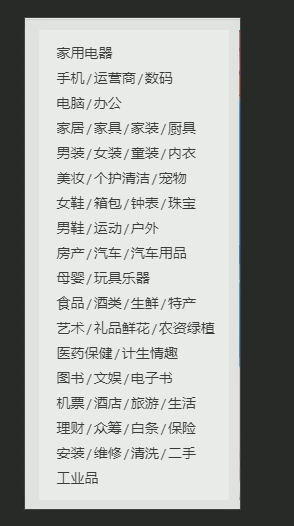 家用电器
手机/运营商/数码
电脑/办公
家居/家具/家装/厨具
男装/女装/童装/内衣
美妆/个护清洁/宠物
女鞋/箱包/钟表/珠宝
男鞋/运动/户外
房产/汽车/汽车用品
母婴/玩具乐器
食品/酒类/生鲜/特产
艺术/礼品鲜花/农资绿植
医药保健/计生情趣
图书/文娱/电子书
机票/酒店/旅游/生活
理财/众筹/白条/保险
安装/维修/清洗/二手
工业品